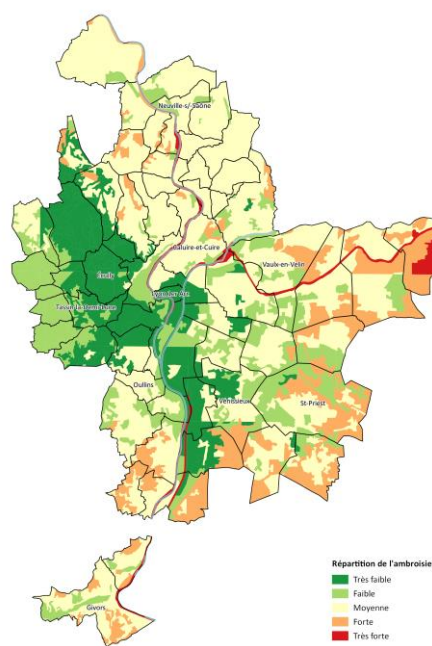 Neuville-s/-Saône
Caluire-et-Cuire
Vaulx-en-Velin
Écully
Lyon 1er Arr.
Tassin-la-Demi-Lune
Oullins
Vénissieux
St-Priest
Givors
Répartition de l'ambroisie
Très faible
Faible
Moyenne
Forte
Très forte